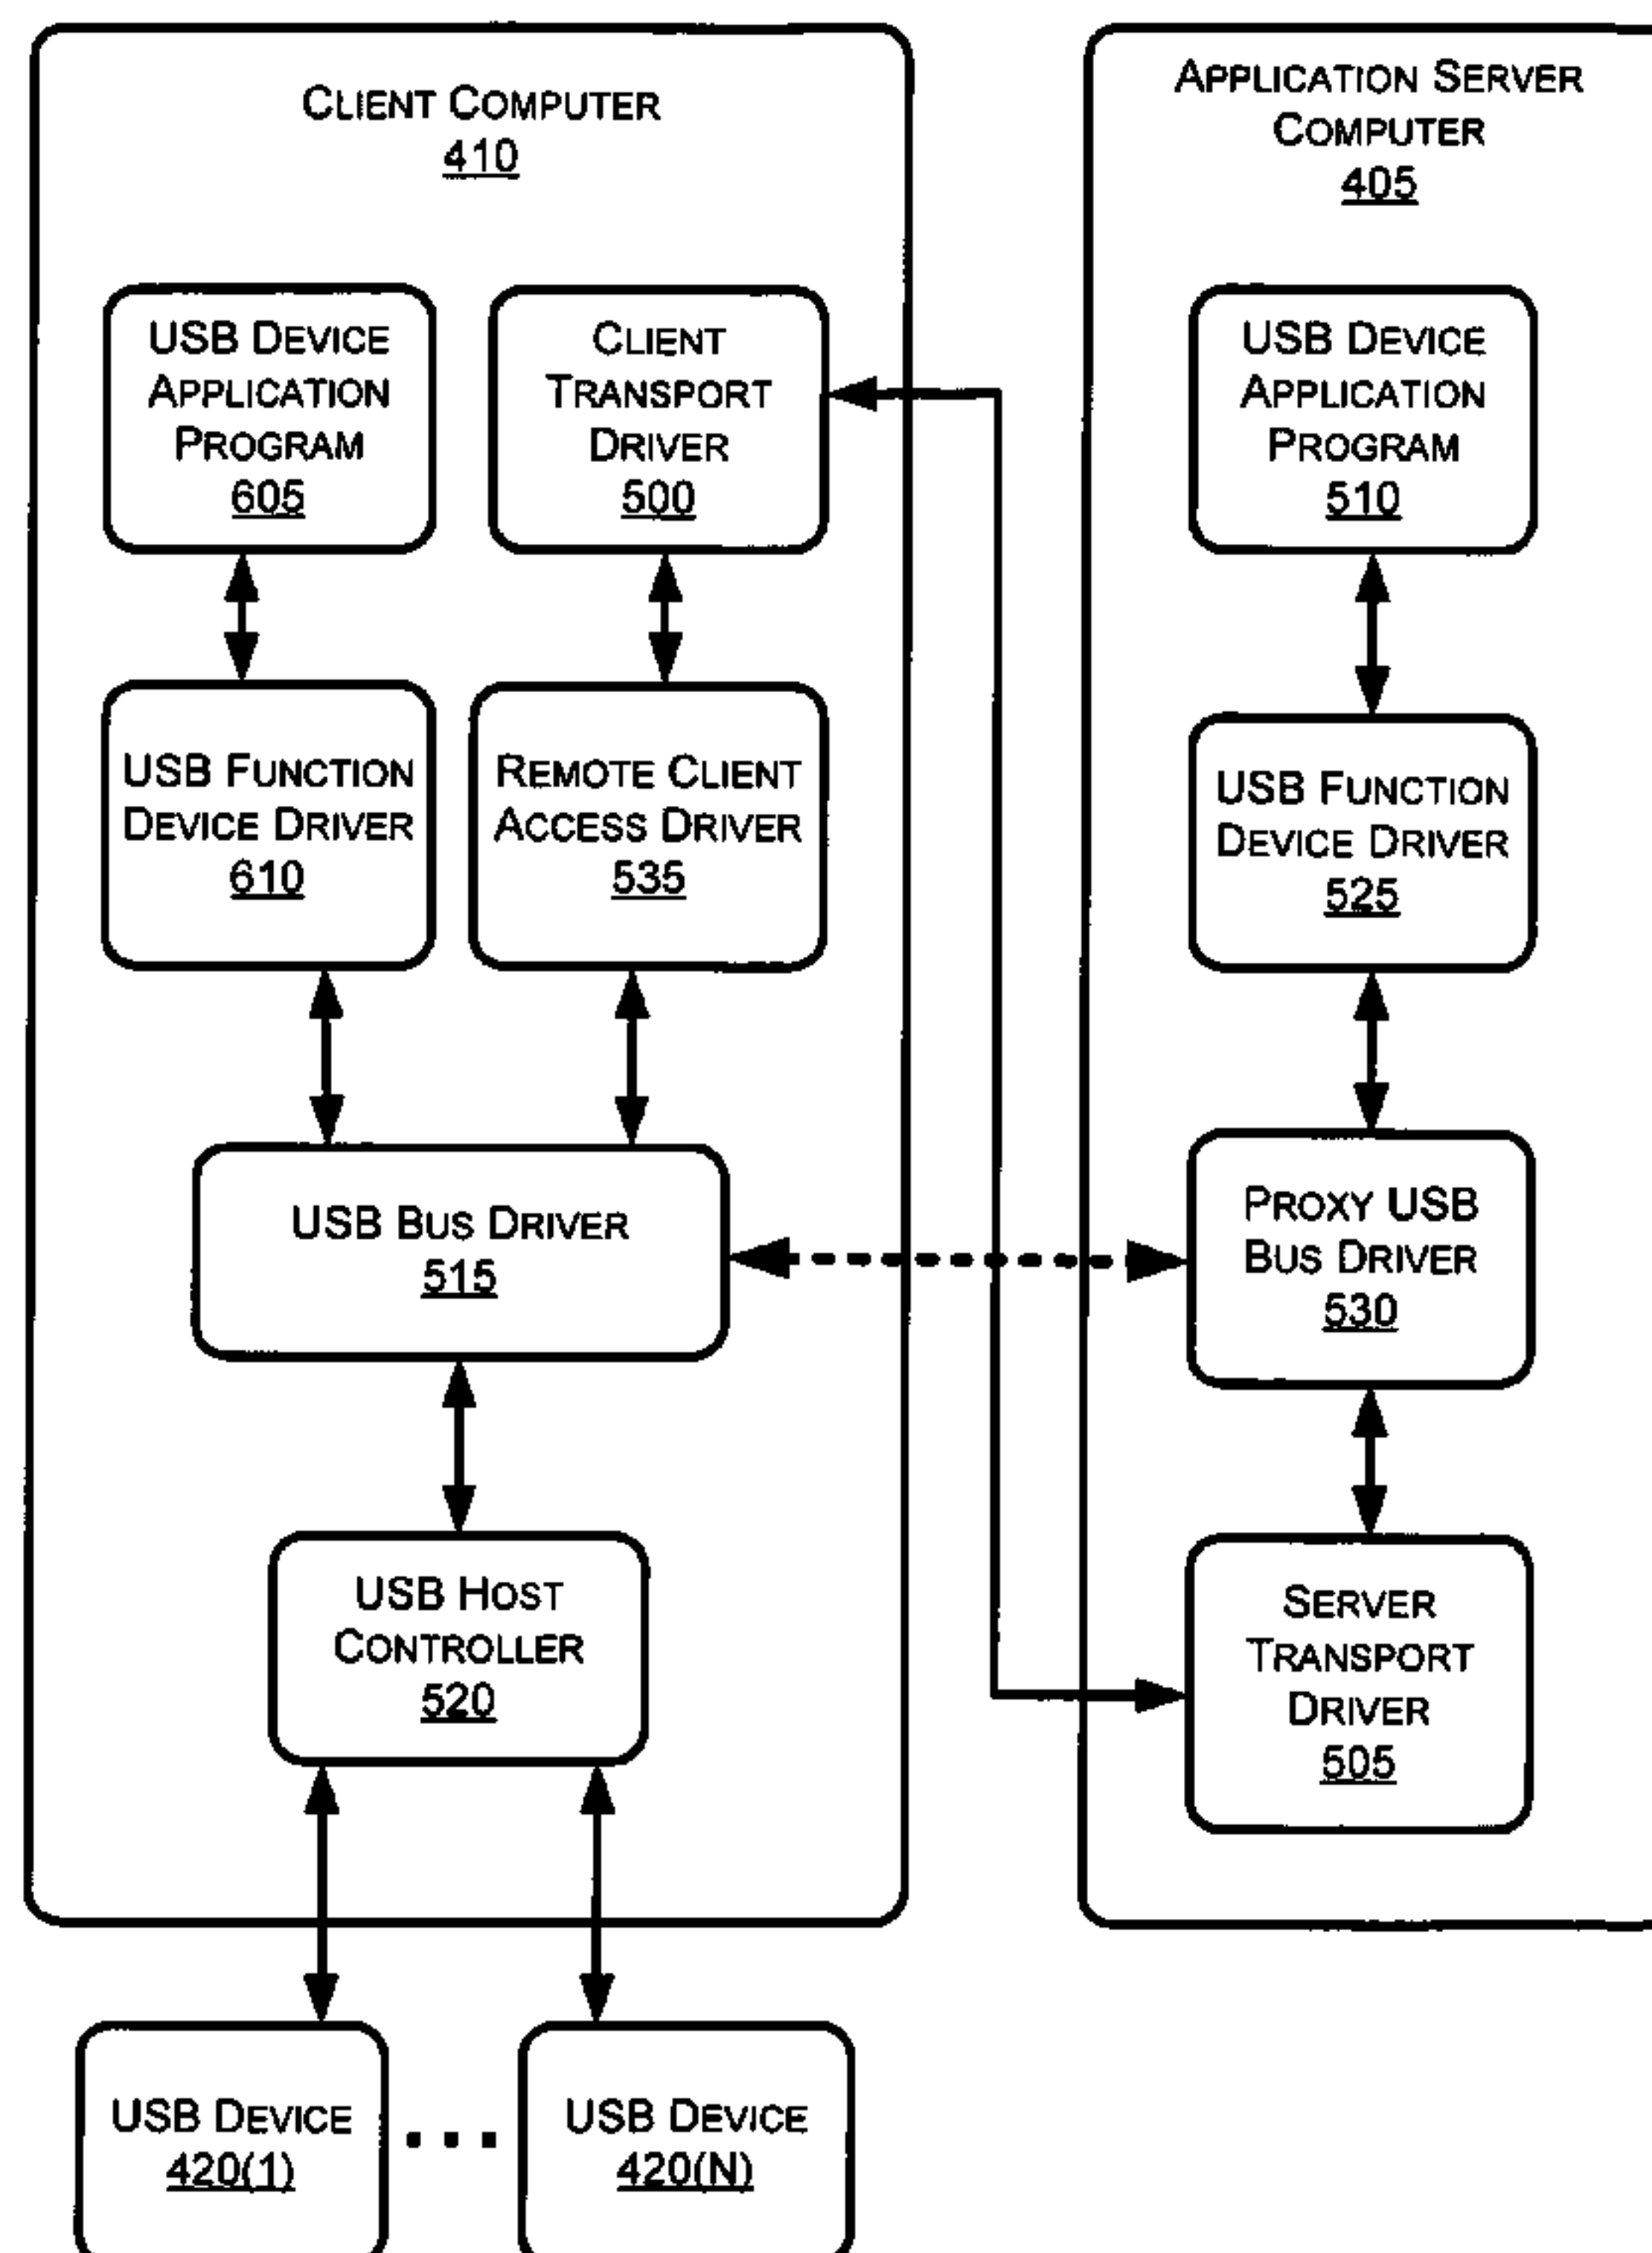 CLIENT COMPUTER
410
USB DEVICE
APPLICATION
PROGRAM
605
CLIENT
TRANSPORT
DRIVER
500
USB FUNCTION
DEVICE DRIVER
610
REMOTE CLIENT
ACCESS DRIVER
535
USB BUS DRIVER
515
USB HOST
CONTROLLER
520
USB DEVICE
420(1)
USB DEVICE
420(N)
APPLICATION SERVER
COMPUTER
405
USB DEVICE
APPLICATION
PROGRAM
510
USB FUNCTION
DEVICE DRIVER
525
PROXY USB
BUS DRIVER
530
SERVER
TRANSPORT
DRIVER
505